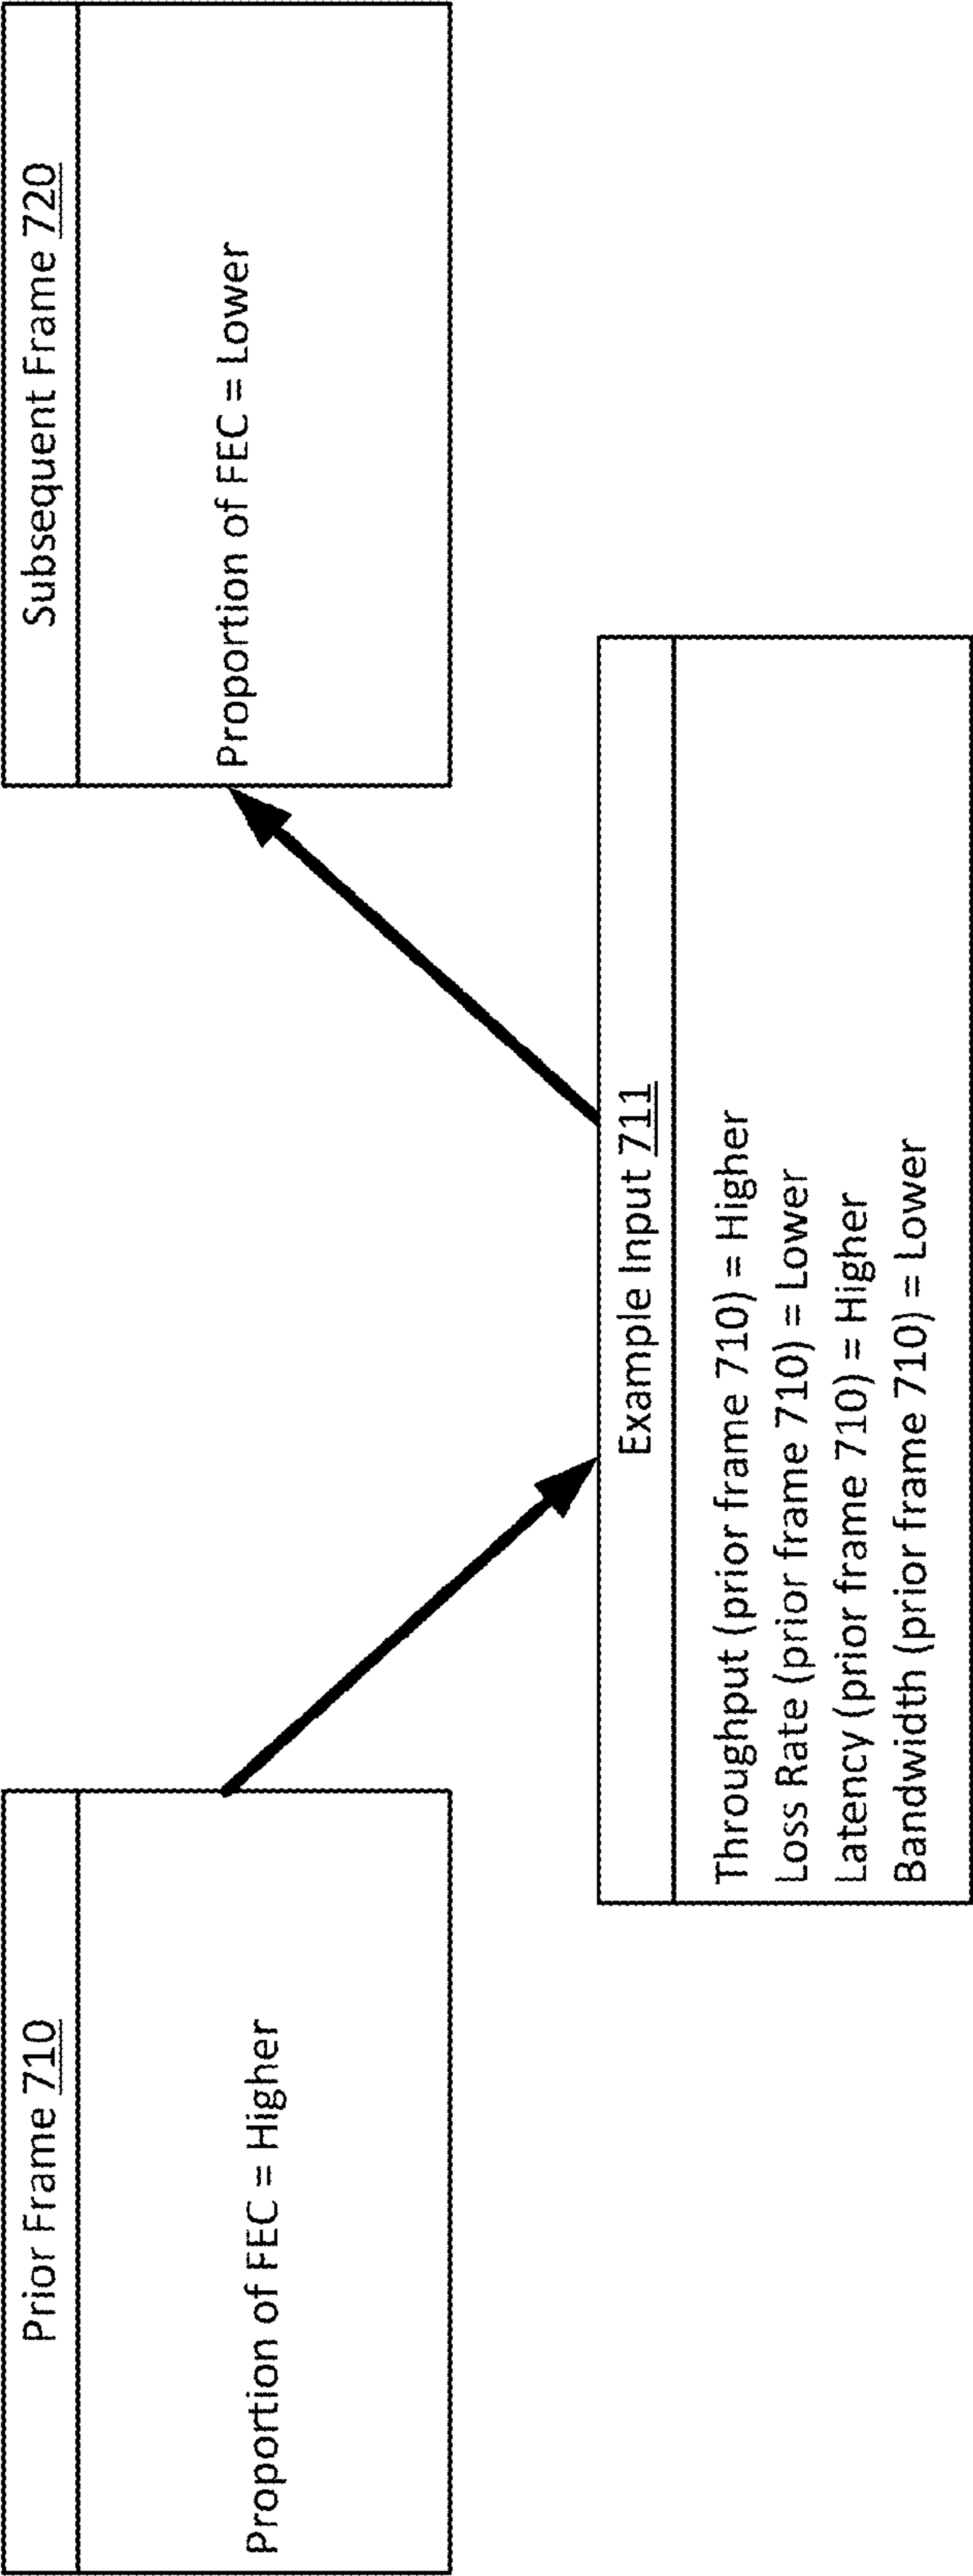 Prior Frame 710
Proportion of FEC = Higher
Subsequent Frame 720
Proportion of FEC = Lower
Example Input 711
Throughput (prior frame 710) = Higher
Loss Rate (prior frame 710) = Lower
Latency (prior frame 710) = Higher
Bandwidth (prior frame 710) = Lower